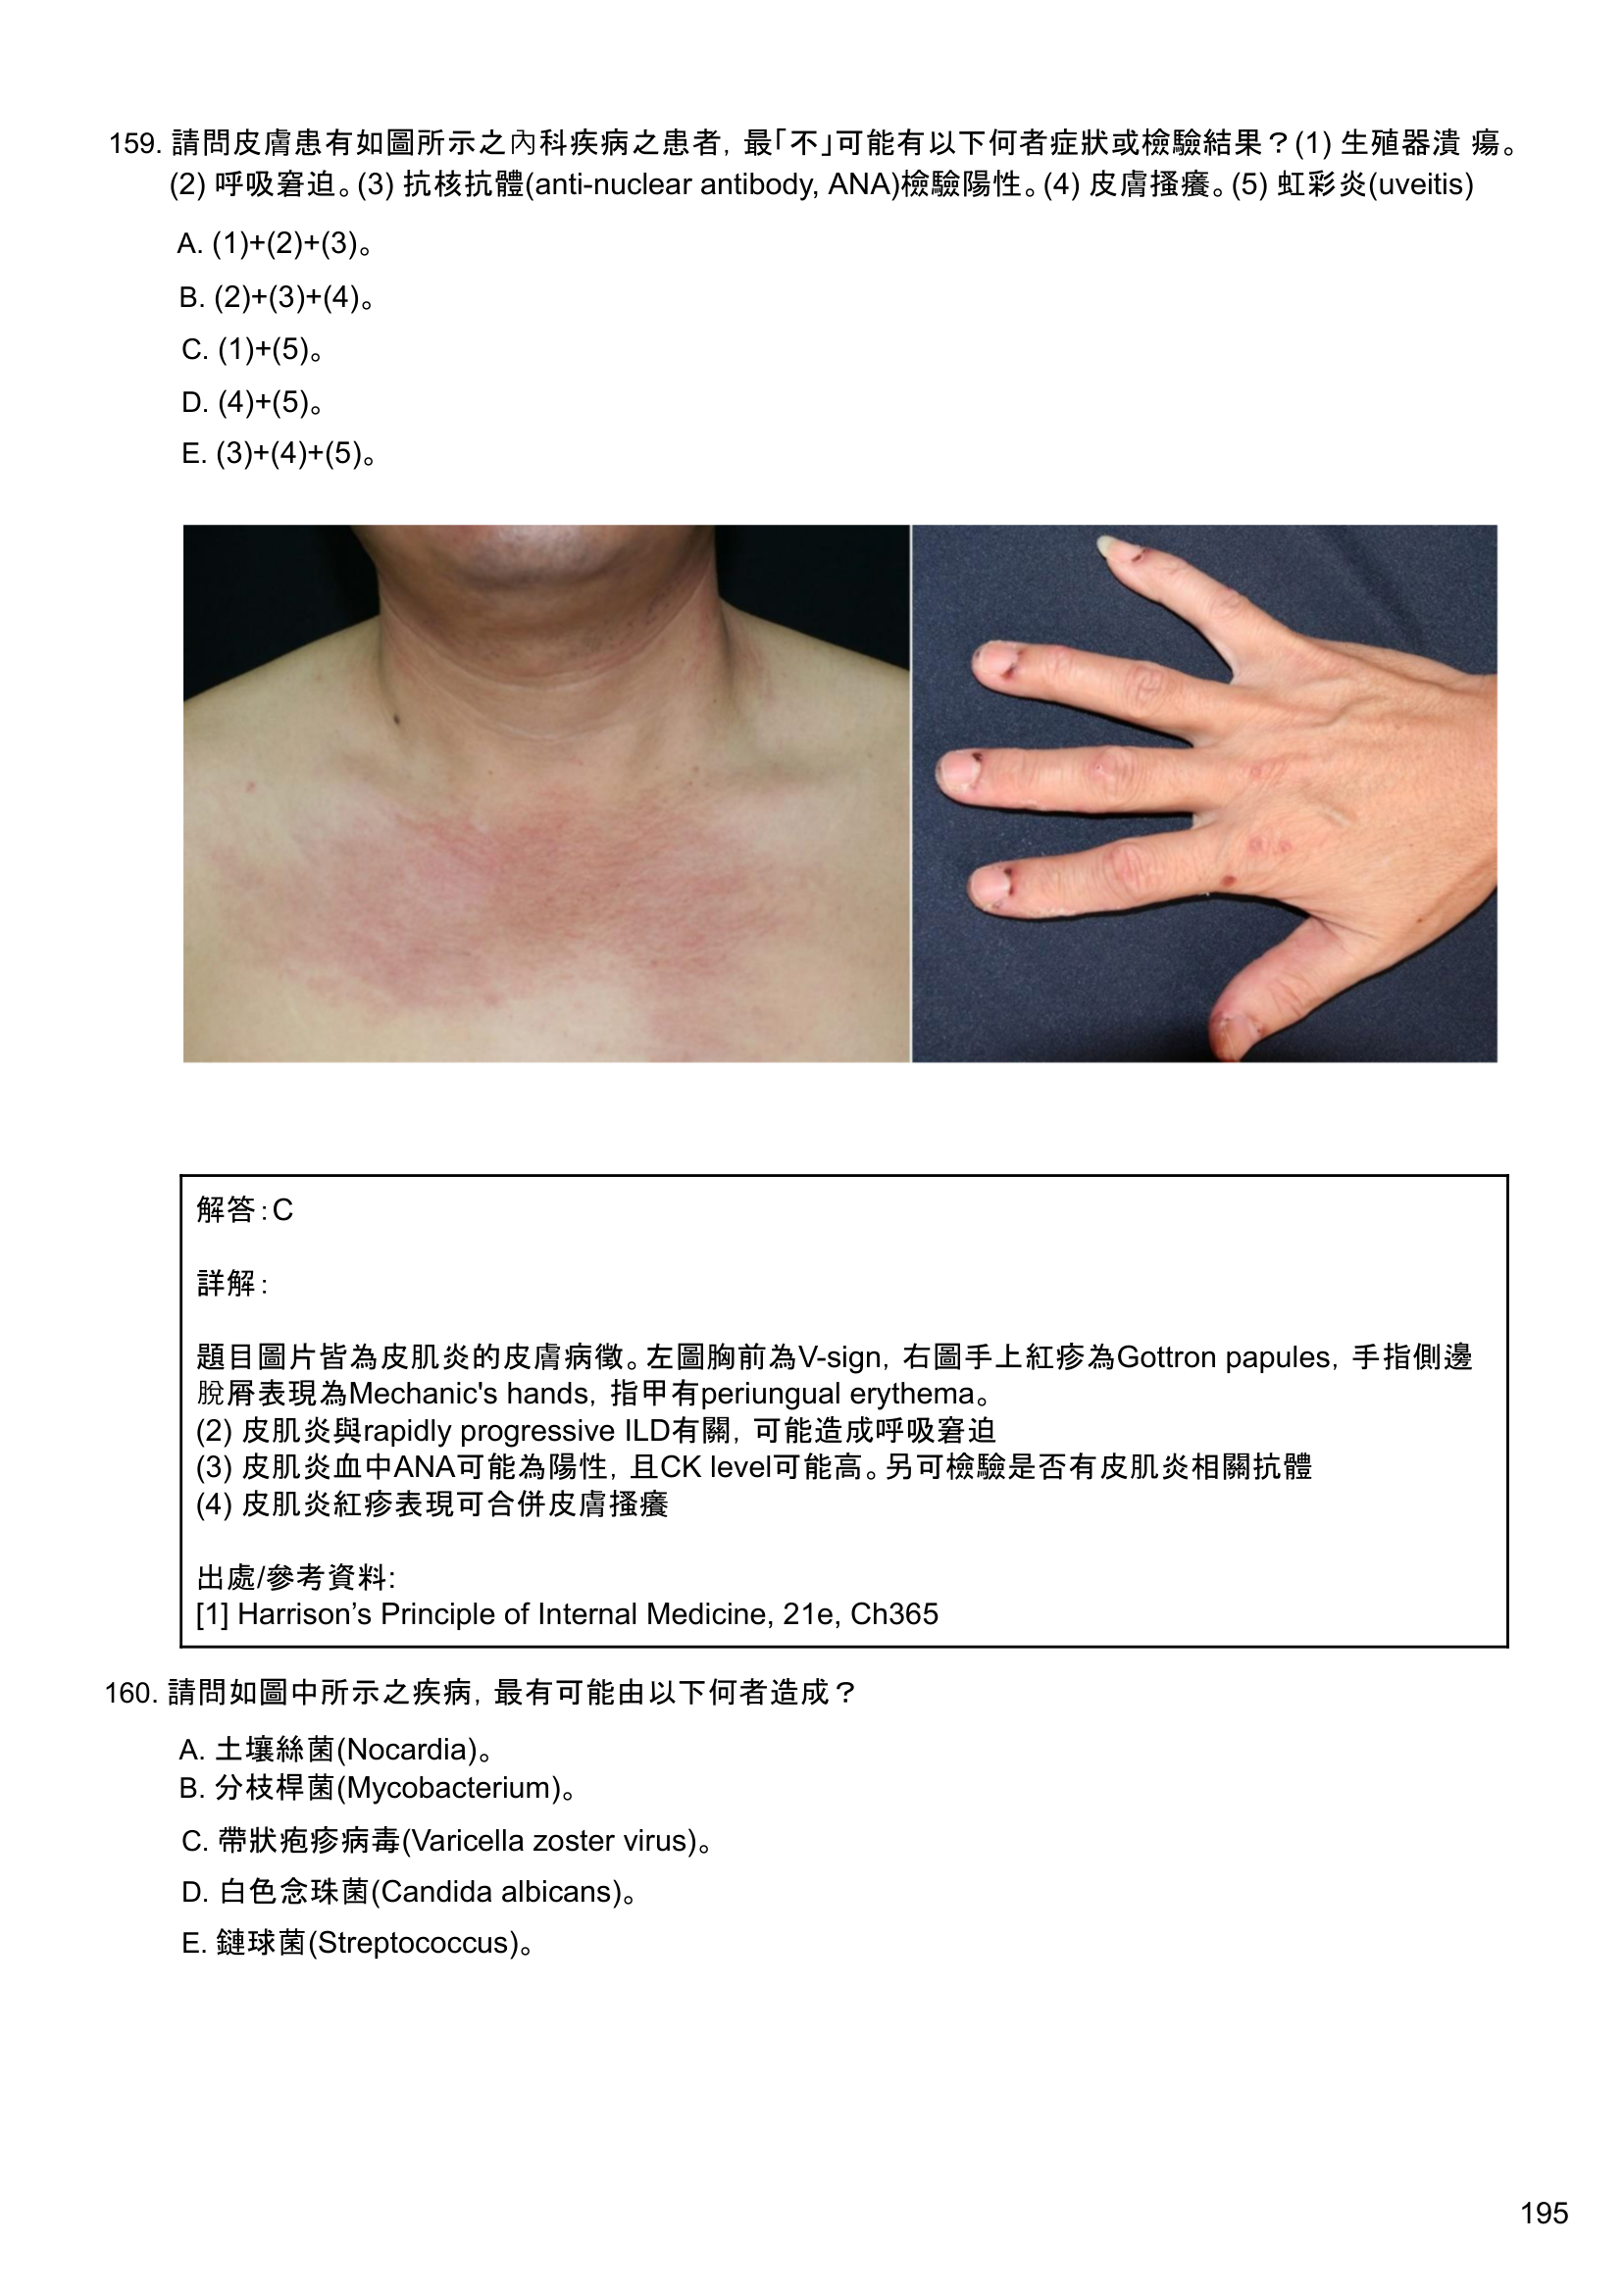 159. 請問皮膚患有如圖所示之內科疾病之患者，最「不」可能有以下何者症狀或檢驗結果？(1) 生殖器潰 瘍。
(2) 呼吸窘迫。(3) 抗核抗體(anti-nuclear antibody, ANA)檢驗陽性。(4) 皮膚搔癢。(5) 虹彩炎(uveitis)
A. (1)+(2)+(3)。
B. (2)+(3)+(4)。
C. (1)+(5)。
D. (4)+(5)。
E. (3)+(4)+(5)。
解答：C
詳解：
題目圖片皆為皮肌炎的皮膚病徵。左圖胸前為V-sign，右圖手上紅疹為Gottron papules，手指側邊
脫屑表現為Mechanic's hands，指甲有periungual erythema。
(2) 皮肌炎與rapidly progressive ILD有關，可能造成呼吸窘迫
(3) 皮肌炎血中ANA可能為陽性，且CK level可能高。另可檢驗是否有皮肌炎相關抗體
(4) 皮肌炎紅疹表現可合併皮膚搔癢
出處/參考資料:
[1] Harrison’s Principle of Internal Medicine, 21e, Ch365
160. 請問如圖中所示之疾病，最有可能由以下何者造成？
A. 土壤絲菌(Nocardia)。
B. 分枝桿菌(Mycobacterium)。
C. 帶狀疱疹病毒(Varicella zoster virus)。
D. 白色念珠菌(Candida albicans)。
E. 鏈球菌(Streptococcus)。
195